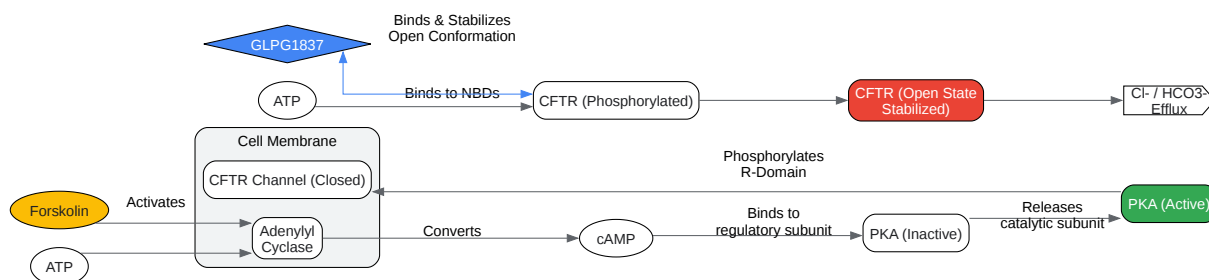 Binds & Stabilizes
Open Conformation
GLPG1837
ATP
Binds to NBDs
CFTR (Phosphorylated)
CFTR (Open State
Stabilized)
Cl- / HCO3-
Efflux
Cell Membrane
CFTR Channel (Closed)
Phosphorylates
R-Domain
Forskolin
Activates
Adenylyl
Cyclase
Converts
cAMP
Binds to
regulatory subunit
PKA (Inactive)
Releases
catalytic subunit
PKA (Active)
ATP